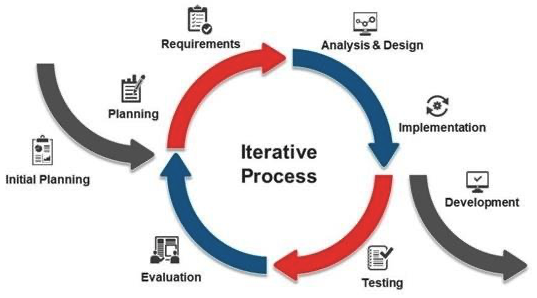 Requirements
Analysis & Design
Planning
Implementation
Iterative
Process
Initial Planning
Development
Evaluation
Testing